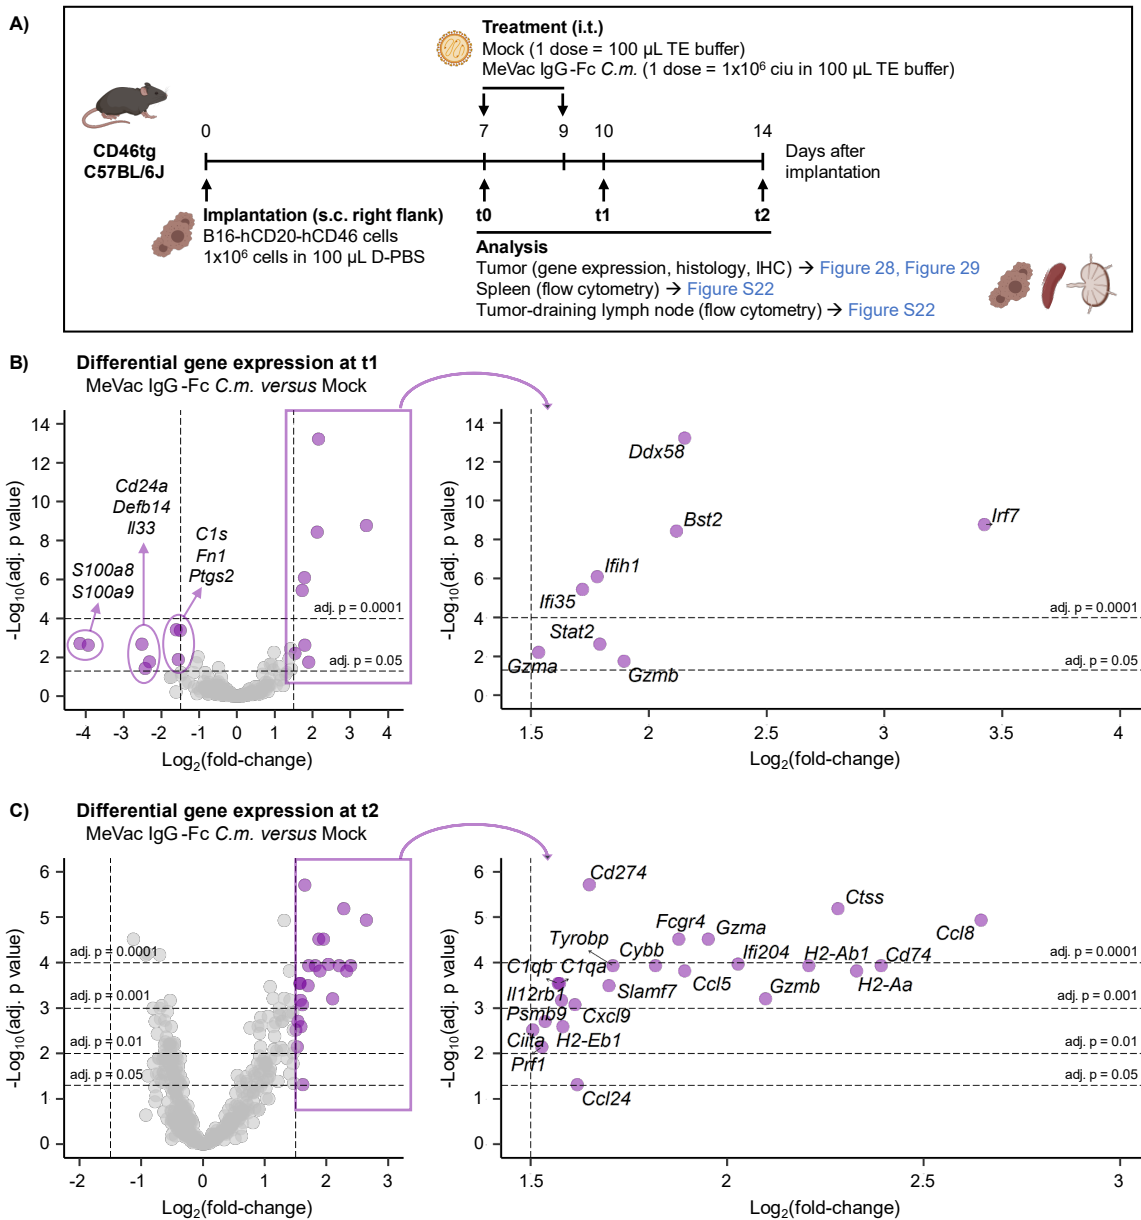 A)
Treatment (i.t.)
Mock (1 dose = 100 µL TE buffer)
MeVac IgG-Fc C.m. (1 dose = 1x10⁶ ciu in 100 µL TE buffer)
0
7
9
10
14
CD46tg
C57BL/6J
Days after
implantation
Implantation (s.c. right flank)
B16-hCD20-hCD46 cells
1x10⁶ cells in 100 µL D-PBS
t0
t1
t2
Analysis
Tumor (gene expression, histology, IHC) → Figure 28, Figure 29
Spleen (flow cytometry) → Figure S22
Tumor-draining lymph node (flow cytometry) → Figure S22
B)
Differential gene expression at t1
MeVac IgG-Fc C.m. versus Mock
-Log₁₀(adj. p value)
14
12
10
8
6
4
2
0
Cd24a
Defb14
Il33
C1s
Fn1
Ptgs2
S100a8
S100a9
adj. p = 0.0001
adj. p = 0.05
-4
-3
-2
-1
0
1
2
3
4
Log₂(fold-change)
-Log₁₀(adj. p value)
14
12
10
8
6
4
2
0
Ddx58
Bst2
Irf7
Ifih1
Ifi35
Stat2
Gzma
Gzmb
adj. p = 0.0001
adj. p = 0.05
1.5
2
2.5
3
3.5
4
Log₂(fold-change)
C)
Differential gene expression at t2
MeVac IgG-Fc C.m. versus Mock
-Log₁₀(adj. p value)
6
5
4
3
2
1
0
adj. p = 0.0001
adj. p = 0.001
adj. p = 0.01
adj. p = 0.05
-2
-1
0
1
2
3
Log₂(fold-change)
-Log₁₀(adj. p value)
6
5
4
3
2
1
0
Cd274
Ctss
Ccl8
Fcgr4
Gzma
Tyrobp
Cybb
Ifi204
H2-Ab1
Cd74
C1qb
C1qa
Slamf7
Ccl5
Gzmb
H2-Aa
Il12rb1
Psmb9
Cxcl9
Ciita
H2-Eb1
Prf1
Ccl24
adj. p = 0.0001
adj. p = 0.001
adj. p = 0.01
adj. p = 0.05
1.5
2
2.5
3
Log₂(fold-change)